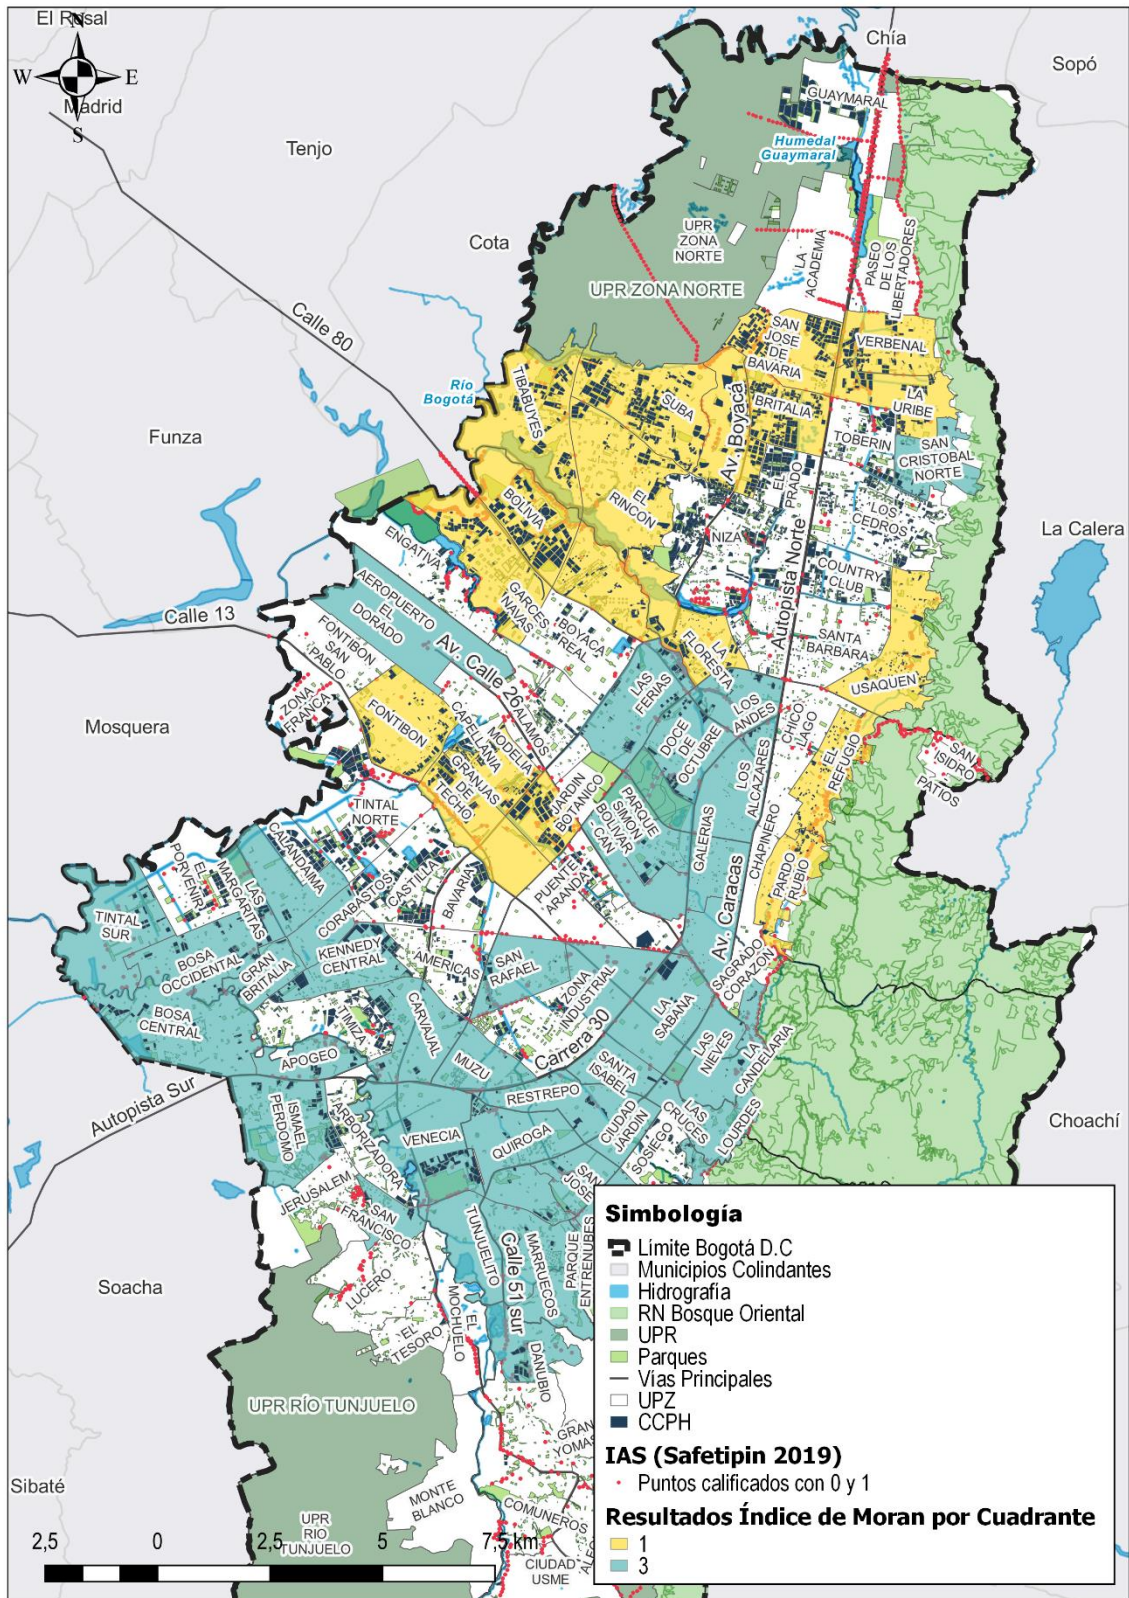 El Rosal
N
W
E
S
Madrid
Chía
Sopó
GUAYMARAL
Tenjo
Humedal
Guaymaral
Cota
UPR
ZONA
NORTE
UPR ZONA NORTE
LA
ACADEMIA
PASEO
DE LOS
LIBERTADORES
Calle 80
Río
Bogotá
SAN
JOSE
DE
BAVARIA
VERBENAL
TIBABUYES
SUBA
BRITALIA
LA
URIBE
Av. Boyacá
TOBERIN
SAN
CRISTOBAL
NORTE
Funza
EL
PRADO
EL
RINCON
BOLIVIA
LOS
CEDROS
NIZA
La Calera
ENGATIVA
COUNTRY
CLUB
Autopista Norte
AEROPUERTO
EL
DORADO
GARCES
NAVAS
BOYACA
REAL
Calle 13
SANTA
BARBARA
FONTIBON
SAN
PABLO
Av. Calle 26
LA
FLORESTA
USAQUEN
LAS
FERIAS
ZONA
FRANCA
LOS
ANDES
Mosquera
FONTIBON
CAPELLANIA
ALAMOS
MODELIA
DOCE
DE
OCTUBRE
CHICO
LAGO
EL
REFUGIO
SAN
ISIDRO
PATIOS
GRANJAS
DE
TECHO
JARDIN
BOTANICO
LOS
ALCAZARES
PARQUE
SIMON
BOLIVAR
CAN
GALERIAS
TINTAL
NORTE
CHAPINERO
CALANDAIMA
PARDO
RUBIO
EL
PORVENIR
LAS
MARGARITAS
CORABASTOS
CASTILLA
BAVARIA
PUENTE
ARANDA
Av. Caracas
TINTAL
SUR
BOSA
OCCIDENTAL
GRAN
BRITALIA
KENNEDY
CENTRAL
AMERICAS
SAN
RAFAEL
ZONA
INDUSTRIAL
SAGRADO
CORAZON
LA
SABANA
BOSA
CENTRAL
TIMIZA
CARVAJAL
Carrera 30
LAS
NIEVES
LA
CANDELARIA
APOGEO
MUZU
SANTA
ISABEL
Autopista Sur
RESTREPO
ISMAEL
PERDOMO
ARBORIZADORA
VENECIA
QUIROGA
CIUDAD
JARDIN
LAS
CRUCES
LOURDES
SOSIEGO
Choachí
SAN
JOSE
JERUSALEM
SAN
FRANCISCO
TUNJUELITO
Calle 51 sur
MARRUECOS
PARQUE
ENTRENUBES
Soacha
LUCERO
EL
TESORO
EL
MOCHUELO
DANUBIO
UPR RÍO TUNJUELO
GRAN
YOMAS
Sibaté
MONTE
BLANCO
COMUNEROS
UPR
RIO
TUNJUELO
CIUDAD
USME
2,5 0 2,5 5 7,5 km
Simbología
Límite Bogotá D.C
Municipios Colindantes
Hidrografía
RN Bosque Oriental
UPR
Parques
Vías Principales
UPZ
CCPH
IAS (Safetipin 2019)
Puntos calificados con 0 y 1
Resultados Índice de Moran por Cuadrante
1
3